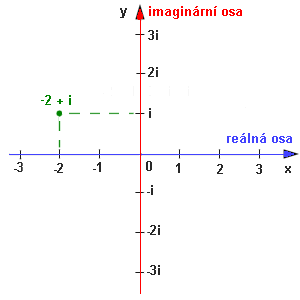 y imaginární osa
3i
2i
-2 + i
i
reálná osa
-3 -2 -1 0 1 2 3 x
-i
-2i
-3i